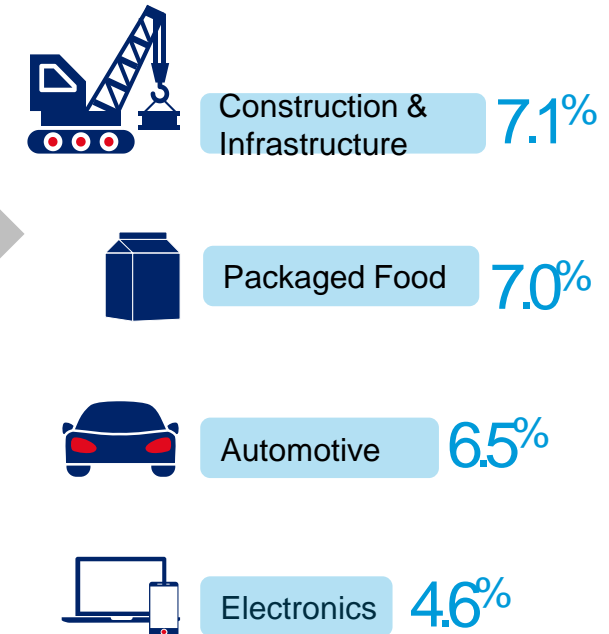 Construction &
Infrastructure
7.1%
Packaged Food
7.0%
Automotive
6.5%
Electronics
4.6%